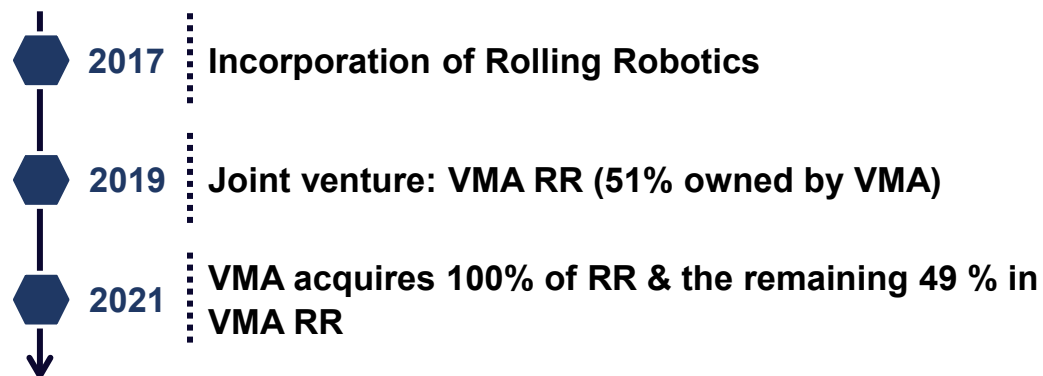 2017 Incorporation of Rolling Robotics
2019 Joint venture: VMA RR (51% owned by VMA)
2021 VMA acquires 100% of RR & the remaining 49 % in
VMA RR